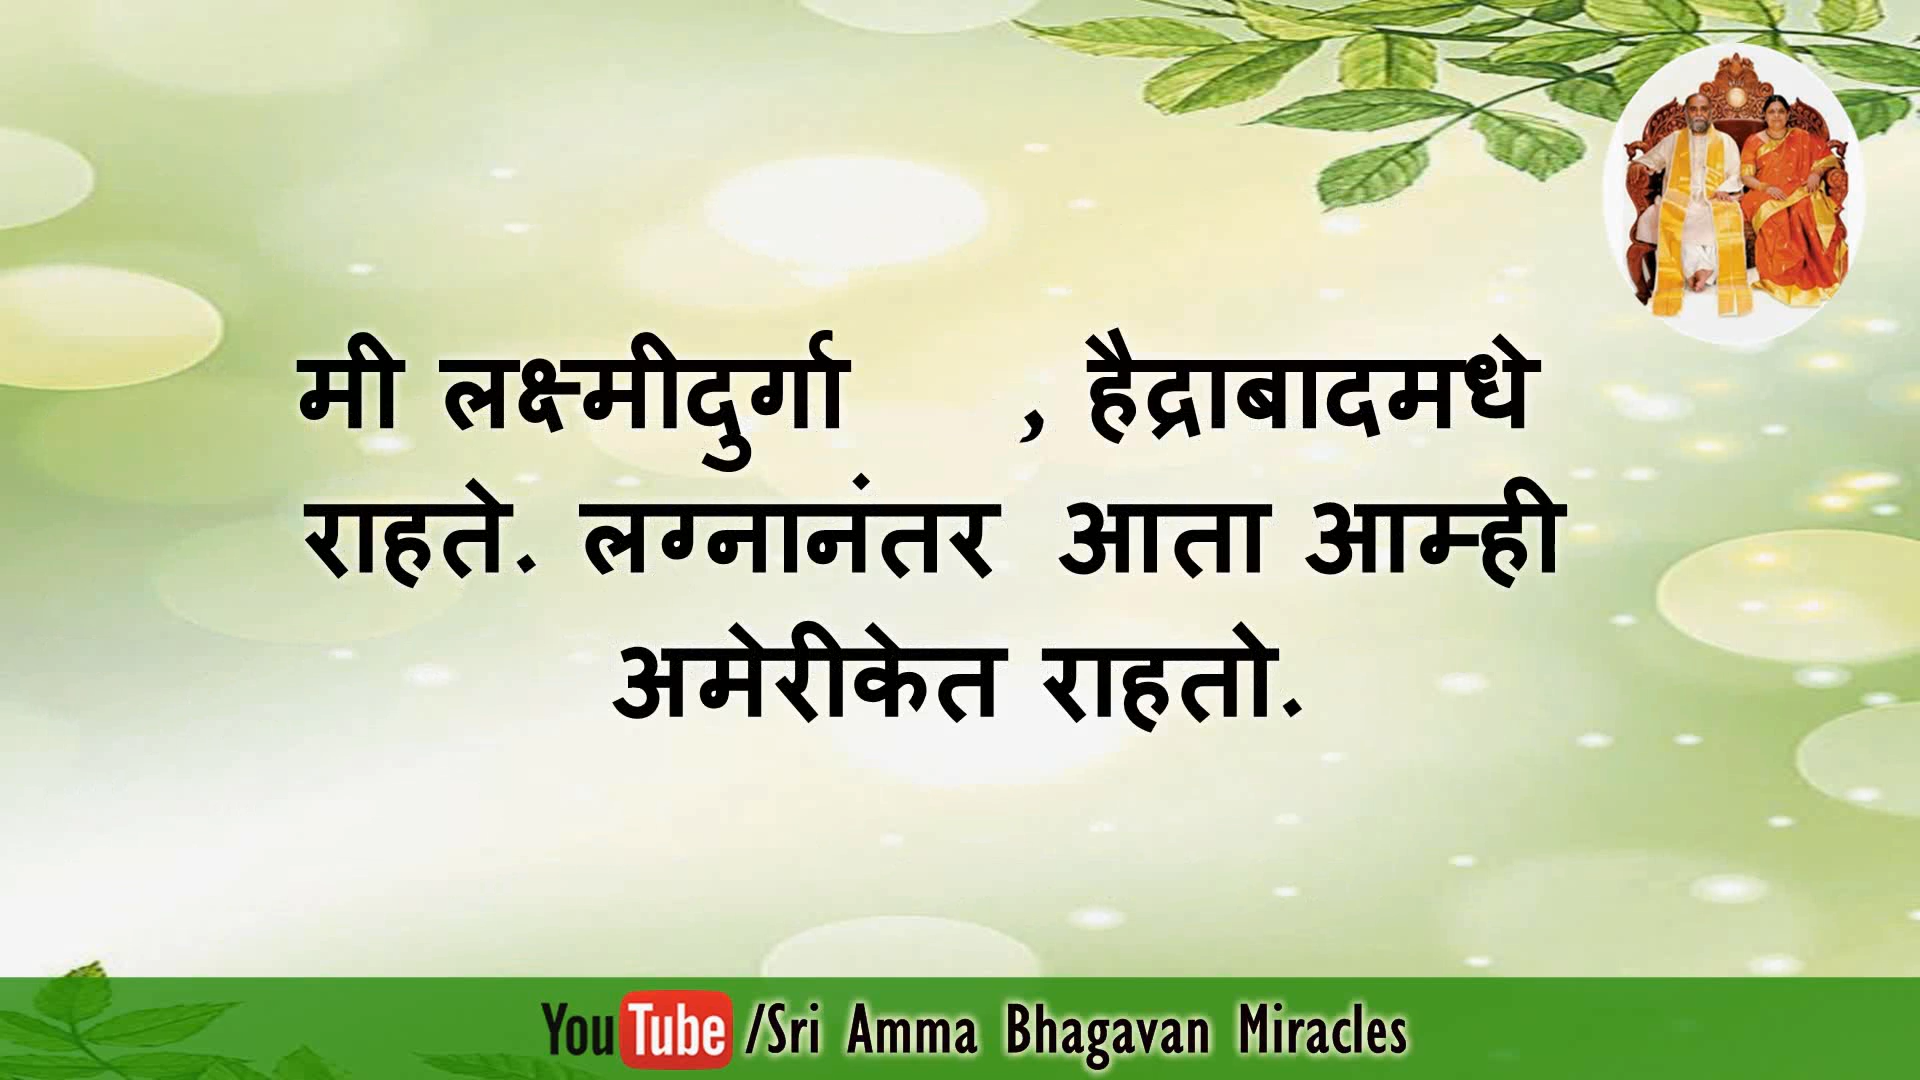 मी लक्ष्मीदुर्गा , हैद्राबादमधे
राहते. लग्नानंतर आता आम्ही
अमेरीकेत राहतो.
YouTube /Sri Amma Bhagavan Miracles